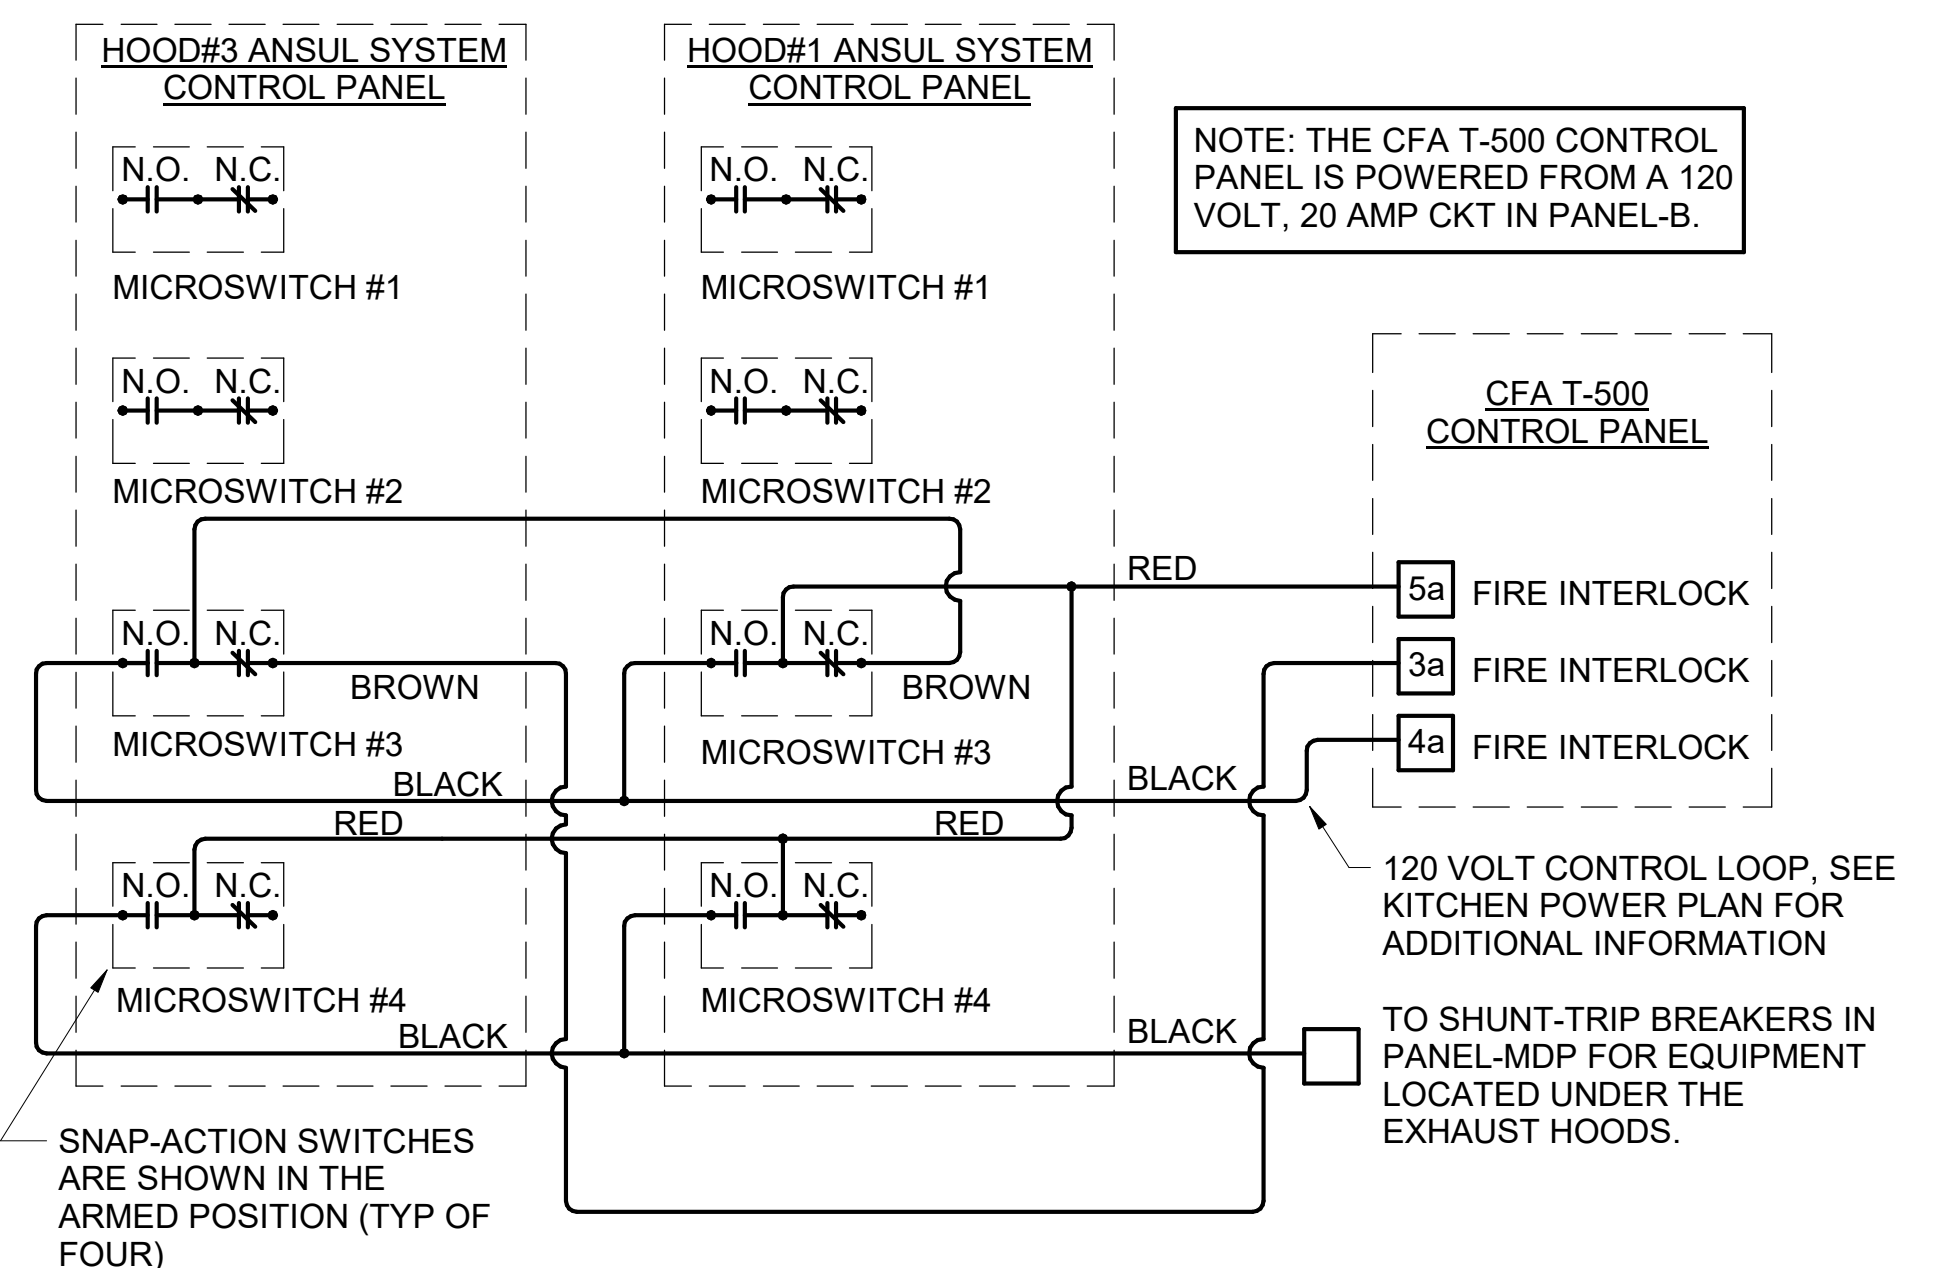 HOOD#3 ANSUL SYSTEM
CONTROL PANEL
N.O. N.C.
MICROSWITCH #1
N.O. N.C.
MICROSWITCH #2
N.O. N.C.
BROWN
MICROSWITCH #3
BLACK
RED
N.O. N.C.
MICROSWITCH #4
BLACK
SNAP-ACTION SWITCHES
ARE SHOWN IN THE
ARMED POSITION (TYP OF
FOUR)
HOOD#1 ANSUL SYSTEM
CONTROL PANEL
N.O. N.C.
MICROSWITCH #1
N.O. N.C.
MICROSWITCH #2
N.O. N.C.
BROWN
MICROSWITCH #3
RED
N.O. N.C.
MICROSWITCH #4
RED
BLACK
BLACK
NOTE: THE CFA T-500 CONTROL
PANEL IS POWERED FROM A 120
VOLT, 20 AMP CKT IN PANEL-B.
CFA T-500
CONTROL PANEL
5a FIRE INTERLOCK
3a FIRE INTERLOCK
4a FIRE INTERLOCK
120 VOLT CONTROL LOOP, SEE
KITCHEN POWER PLAN FOR
ADDITIONAL INFORMATION
TO SHUNT-TRIP BREAKERS IN
PANEL-MDP FOR EQUIPMENT
LOCATED UNDER THE
EXHAUST HOODS.